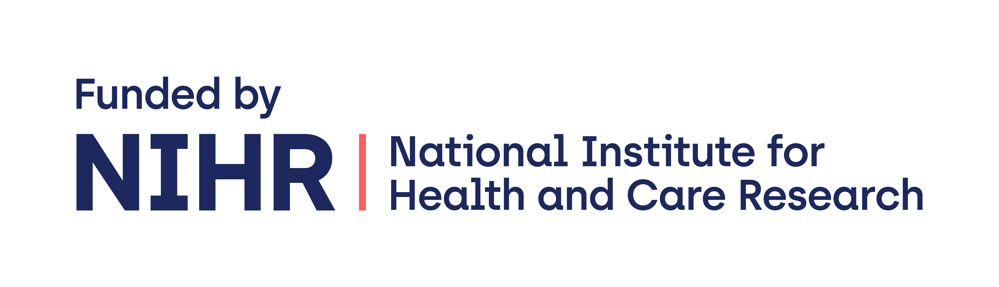 Funded by
NIHR
National Institute for
Health and Care Research